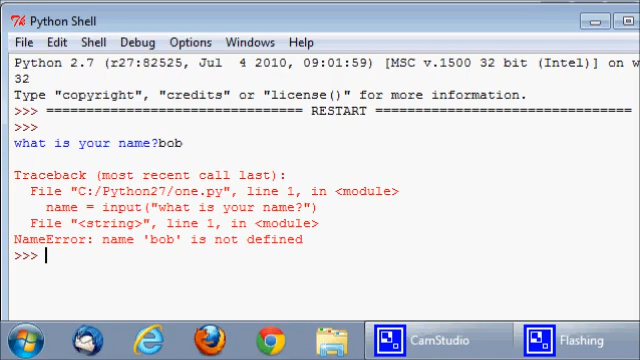 Python Shell
File Edit Shell Debug Options Windows Help
Python 2.7 (r27:82525, Jul  4 2010, 09:01:59) [MSC v.1500 32 bit (Intel)] on w
32
Type "copyright", "credits" or "license()" for more information.
>>> ================================ RESTART ================================
>>>
what is your name?bob
Traceback (most recent call last):
  File "C:/Python27/one.py", line 1, in <module>
    name = input("what is your name?")
  File "<string>", line 1, in <module>
NameError: name 'bob' is not defined
>>>
CamStudio Flashing